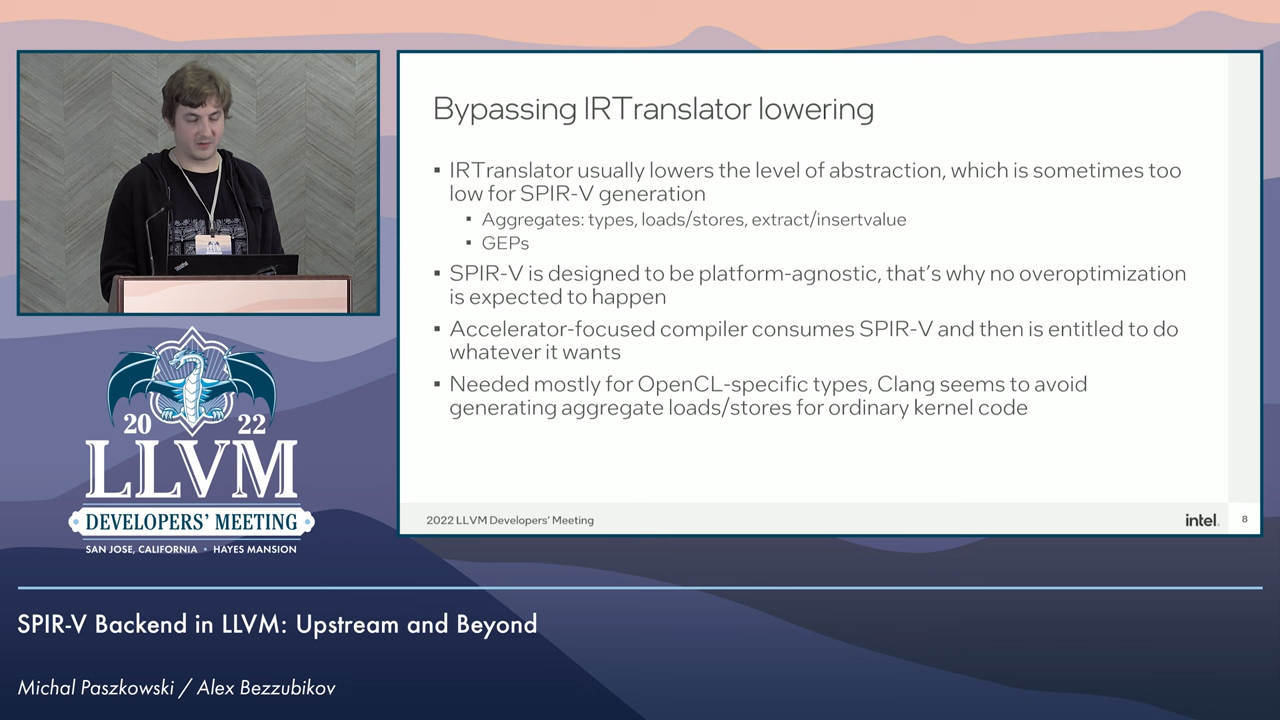 Bypassing IRTranslator lowering
▪ IRTranslator usually lowers the level of abstraction, which is sometimes too
low for SPIR-V generation
▪ Aggregates: types, loads/stores, extract/insertvalue
▪ GEPs
▪ SPIR-V is designed to be platform-agnostic, that's why no overoptimization
is expected to happen
▪ Accelerator-focused compiler consumes SPIR-V and then is entitled to do
whatever it wants
▪ Needed mostly for OpenCL-specific types, Clang seems to avoid
generating aggregate loads/stores for ordinary kernel code
2022 LLVM Developers' Meeting
intel.
8
ThinkPad
20 22
LLVM
DEVELOPERS' MEETING
SAN JOSE, CALIFORNIA • HAYES MANSION
SPIR-V Backend in LLVM: Upstream and Beyond
Michal Paszkowski / Alex Bezzubikov